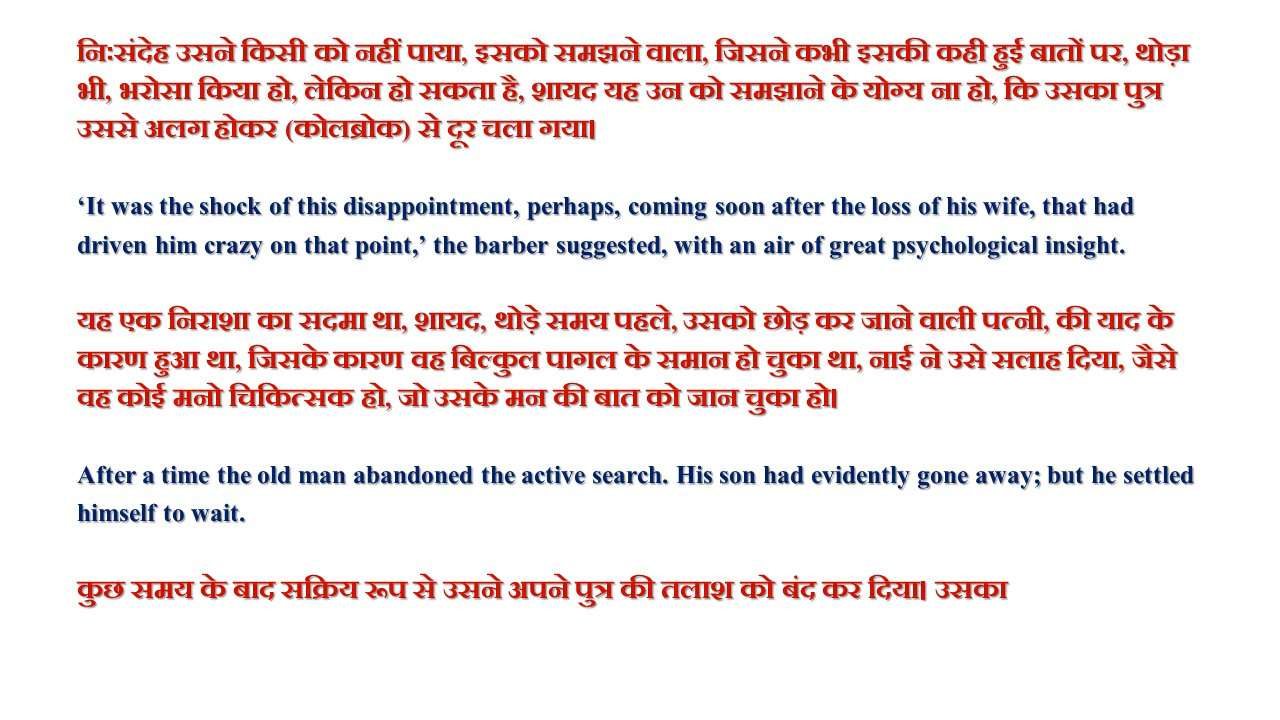 नि:संदेह उसने किसी को नहीं पाया, इसको समझने वाला, जिसने कभी इसकी कही हुई बातों पर, थोड़ा
भी, भरोसा किया हो, लेकिन हो सकता है, शायद यह उन को समझाने के योग्य ना हो, कि उसका पुत्र
उससे अलग होकर (कोलब्रोक) से दूर चला गया|
‘It was the shock of this disappointment, perhaps, coming soon after the loss of his wife, that had
driven him crazy on that point,’ the barber suggested, with an air of great psychological insight.
यह एक निराशा का सदमा था, शायद, थोड़े समय पहले, उसको छोड़ कर जाने वाली पत्नी, की याद के
कारण हुआ था, जिसके कारण वह बिल्कुल पागल के समान हो चुका था, नाई ने उसे सलाह दिया, जैसे
वह कोई मनो चिकित्सक हो, जो उसके मन की बात को जान चुका हो|
After a time the old man abandoned the active search. His son had evidently gone away; but he settled
himself to wait.
कुछ समय के बाद सक्रिय रूप से उसने अपने पुत्र की तलाश को बंद कर दिया| उसका